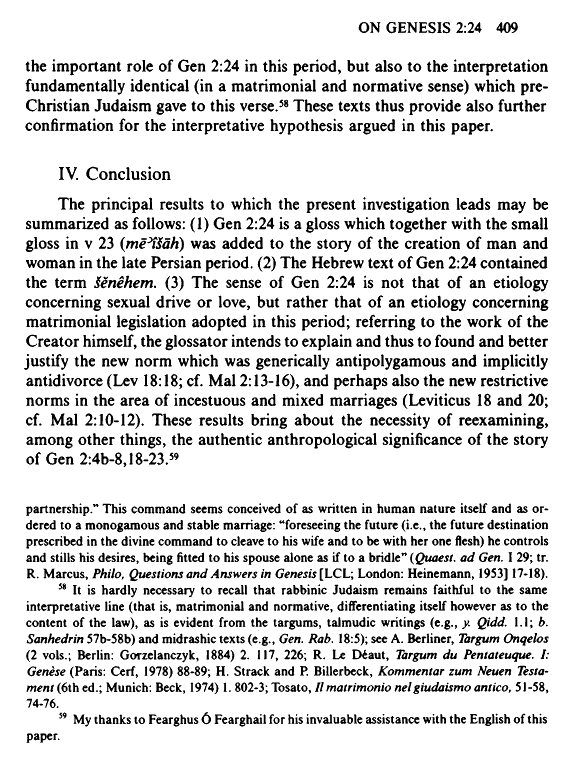 ON GENESIS 2:24 409
the important role of Gen 2:24 in this period, but also to the interpretation
fundamentally identical (in a matrimonial and normative sense) which pre-
Christian Judaism gave to this verse.⁵⁸ These texts thus provide also further
confirmation for the interpretative hypothesis argued in this paper.
IV. Conclusion
The principal results to which the present investigation leads may be
summarized as follows: (1) Gen 2:24 is a gloss which together with the small
gloss in v 23 (mēʾîšāh) was added to the story of the creation of man and
woman in the late Persian period. (2) The Hebrew text of Gen 2:24 contained
the term šĕnêhem. (3) The sense of Gen 2:24 is not that of an etiology
concerning sexual drive or love, but rather that of an etiology concerning
matrimonial legislation adopted in this period; referring to the work of the
Creator himself, the glossator intends to explain and thus to found and better
justify the new norm which was generically antipolygamous and implicitly
antidivorce (Lev 18:18; cf. Mal 2:13-16), and perhaps also the new restrictive
norms in the area of incestuous and mixed marriages (Leviticus 18 and 20;
cf. Mal 2:10-12). These results bring about the necessity of reexamining,
among other things, the authentic anthropological significance of the story
of Gen 2:4b-8,18-23.⁵⁹
partnership.” This command seems conceived of as written in human nature itself and as or-
dered to a monogamous and stable marriage: “foreseeing the future (i.e., the future destination
prescribed in the divine command to cleave to his wife and to be with her one flesh) he controls
and stills his desires, being fitted to his spouse alone as if to a bridle” (Quaest. ad Gen. I 29; tr.
R. Marcus, Philo, Questions and Answers in Genesis [LCL; London: Heinemann, 1953] 17-18).
⁵⁸ It is hardly necessary to recall that rabbinic Judaism remains faithful to the same
interpretative line (that is, matrimonial and normative, differentiating itself however as to the
content of the law), as is evident from the targums, talmudic writings (e.g., y. Qidd. 1.1; b.
Sanhedrin 57b-58b) and midrashic texts (e.g., Gen. Rab. 18:5); see A. Berliner, Targum Onqelos
(2 vols.; Berlin: Gorzelanczyk, 1884) 2. 117, 226; R. Le Déaut, Targum du Pentateuque. I:
Genèse (Paris: Cerf, 1978) 88-89; H. Strack and P. Billerbeck, Kommentar zum Neuen Testa-
ment (6th ed.; Munich: Beck, 1974) 1. 802-3; Tosato, Il matrimonio nel giudaismo antico, 51-58,
74-76.
⁵⁹ My thanks to Fearghus Ó Fearghail for his invaluable assistance with the English of this
paper.